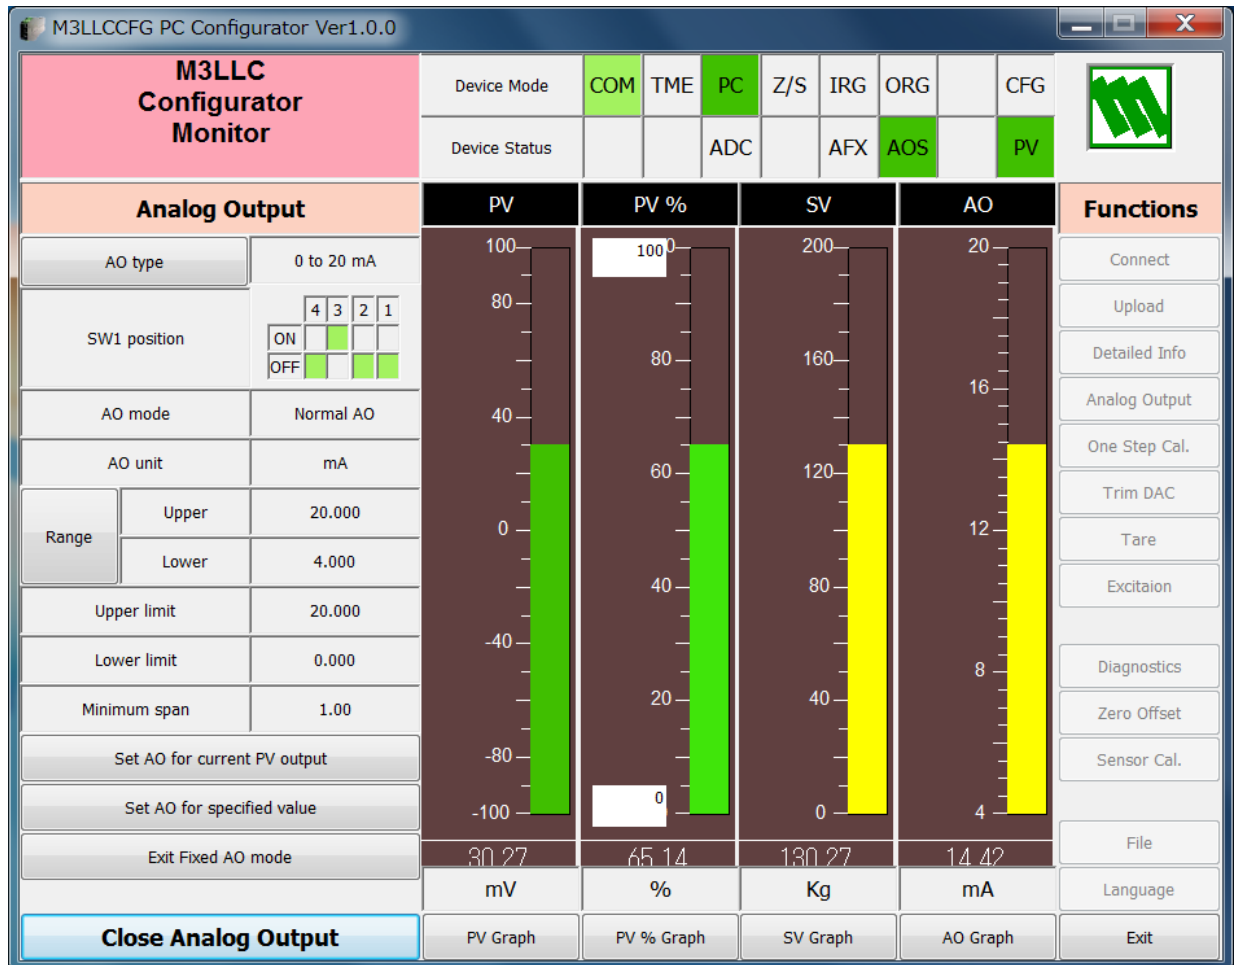 M3LLCCFG PC Configurator Ver1.0.0
M3LLC
Configurator
Monitor
Device Mode COM TME PC Z/S IRG ORG CFG
Device Status ADC AFX AOS PV
Analog Output
AO type 0 to 20 mA
SW1 position
4 3 2 1
ON
OFF
AO mode Normal AO
AO unit mA
Range
Upper 20.000
Lower 4.000
Upper limit 20.000
Lower limit 0.000
Minimum span 1.00
Set AO for current PV output
Set AO for specified value
Exit Fixed AO mode
Close Analog Output
PV
100
80
40
0
-40
-80
-100
30.27
mV
PV Graph
PV %
100
80
60
40
20
0
65.14
%
PV % Graph
SV
200
160
120
80
40
0
130.27
Kg
SV Graph
AO
20
16
12
8
4
14.42
mA
AO Graph
Functions
Connect
Upload
Detailed Info
Analog Output
One Step Cal.
Trim DAC
Tare
Excitaion
Diagnostics
Zero Offset
Sensor Cal.
File
Language
Exit